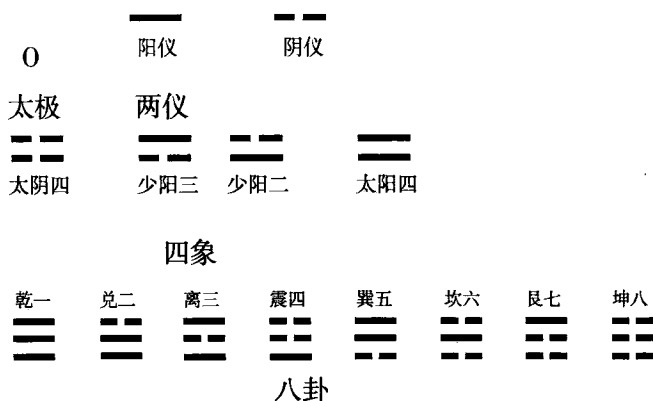 阳仪 阴仪
O
太极 两仪
太阴四 少阳三 少阳二 太阳四
四象
乾一 兑二 离三 震四 巽五 坎六 艮七 坤八
八卦